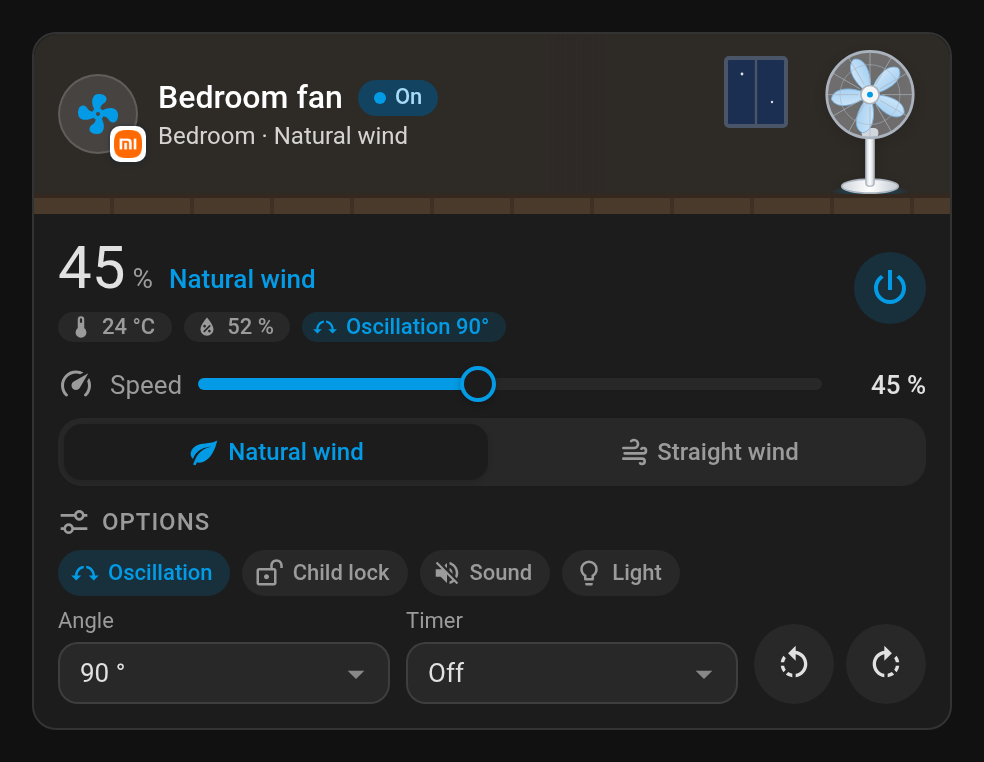 Bedroom fan On
Bedroom · Natural wind
45 % Natural wind
24 °C 52 % Oscillation 90°
Speed 45 %
Natural wind Straight wind
OPTIONS
Oscillation Child lock Sound Light
Angle Timer
90 ° Off